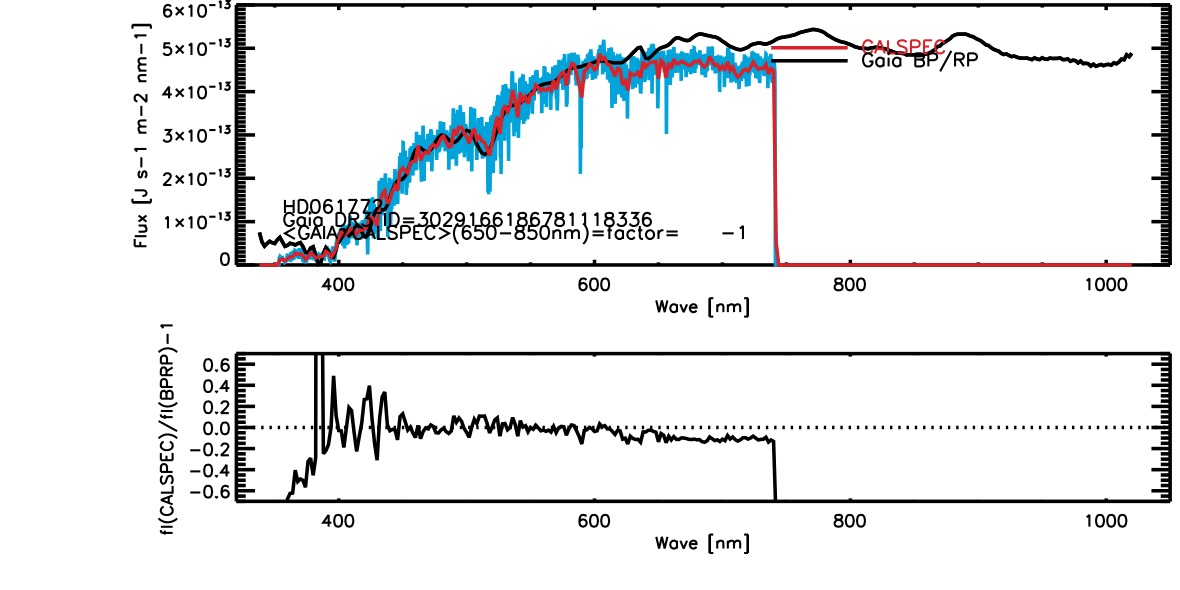 6×10−13
5×10−13
4×10−13
3×10−13
2×10−13
1×10−13
0
Flux [J s−1 m−2 nm−1]
CALSPEC
Gaia BP/RP
HD061772
Gaia DR3 ID=3029166186781118336
<GAIA/CALSPEC>(650−850nm)=factor= −1
400 600 800 1000
Wave [nm]
fl(CALSPEC)/fl(BPRP)−1
0.6
0.4
0.2
0.0
−0.2
−0.4
−0.6
400 600 800 1000
Wave [nm]